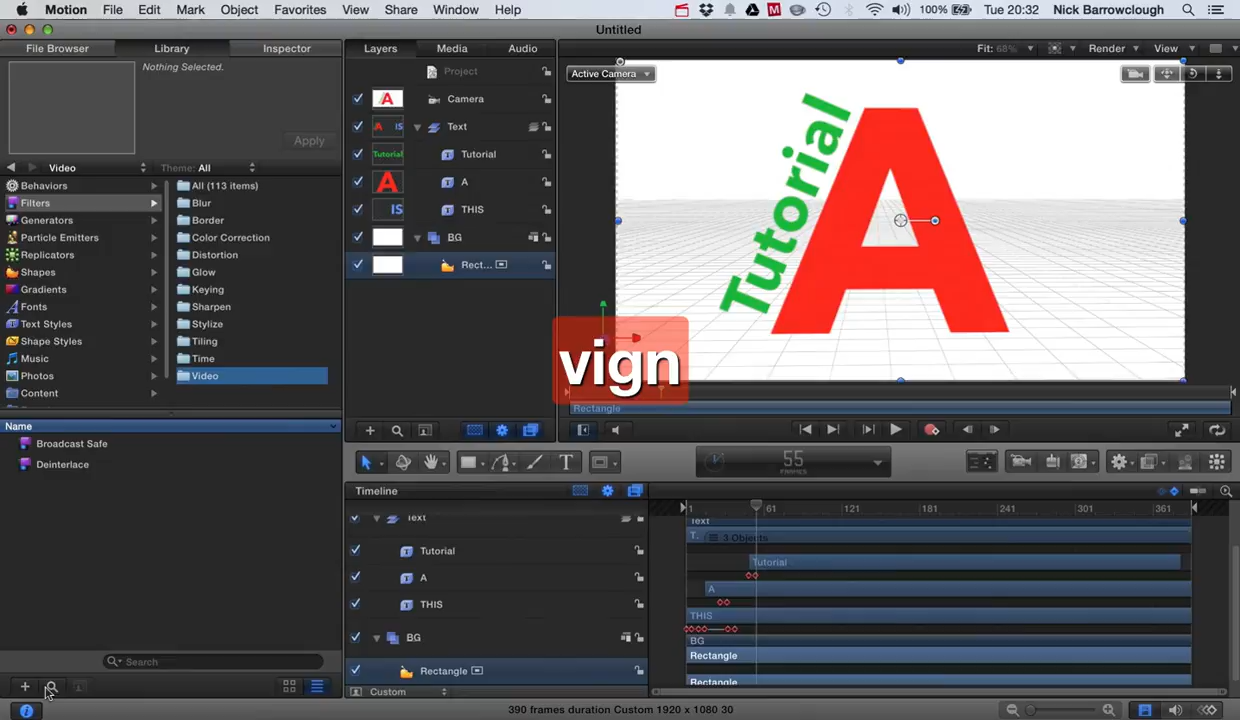 Motion File Edit Mark Object Favorites View Share Window Help 100% Tue 20:32 Nick Barrowclough
Untitled
File Browser Library Inspector
Nothing Selected.
Apply
Video Theme: All
Behaviors
Filters
Generators
Particle Emitters
Replicators
Shapes
Gradients
Fonts
Text Styles
Shape Styles
Music
Photos
Content
All (113 items)
Blur
Border
Color Correction
Distortion
Glow
Keying
Sharpen
Stylize
Tiling
Time
Video
Name
Broadcast Safe
Deinterlace
Search
Layers Media Audio
Project
Camera
Text
Tutorial
A
THIS
BG
Rect...
A
A IS
Tutorial
A
IS
Fit: 68% Render View
Active Camera
Tutorial
A
vign
Rectangle
55
FRAMES
Timeline
1 61 121 181 241 301 361
Text
Tutorial
A
THIS
BG
Rectangle
Custom
Text
T.. 3 Objects
Tutorial
A
THIS
BG
Rectangle
Rectangle
390 frames duration Custom 1920 x 1080 30